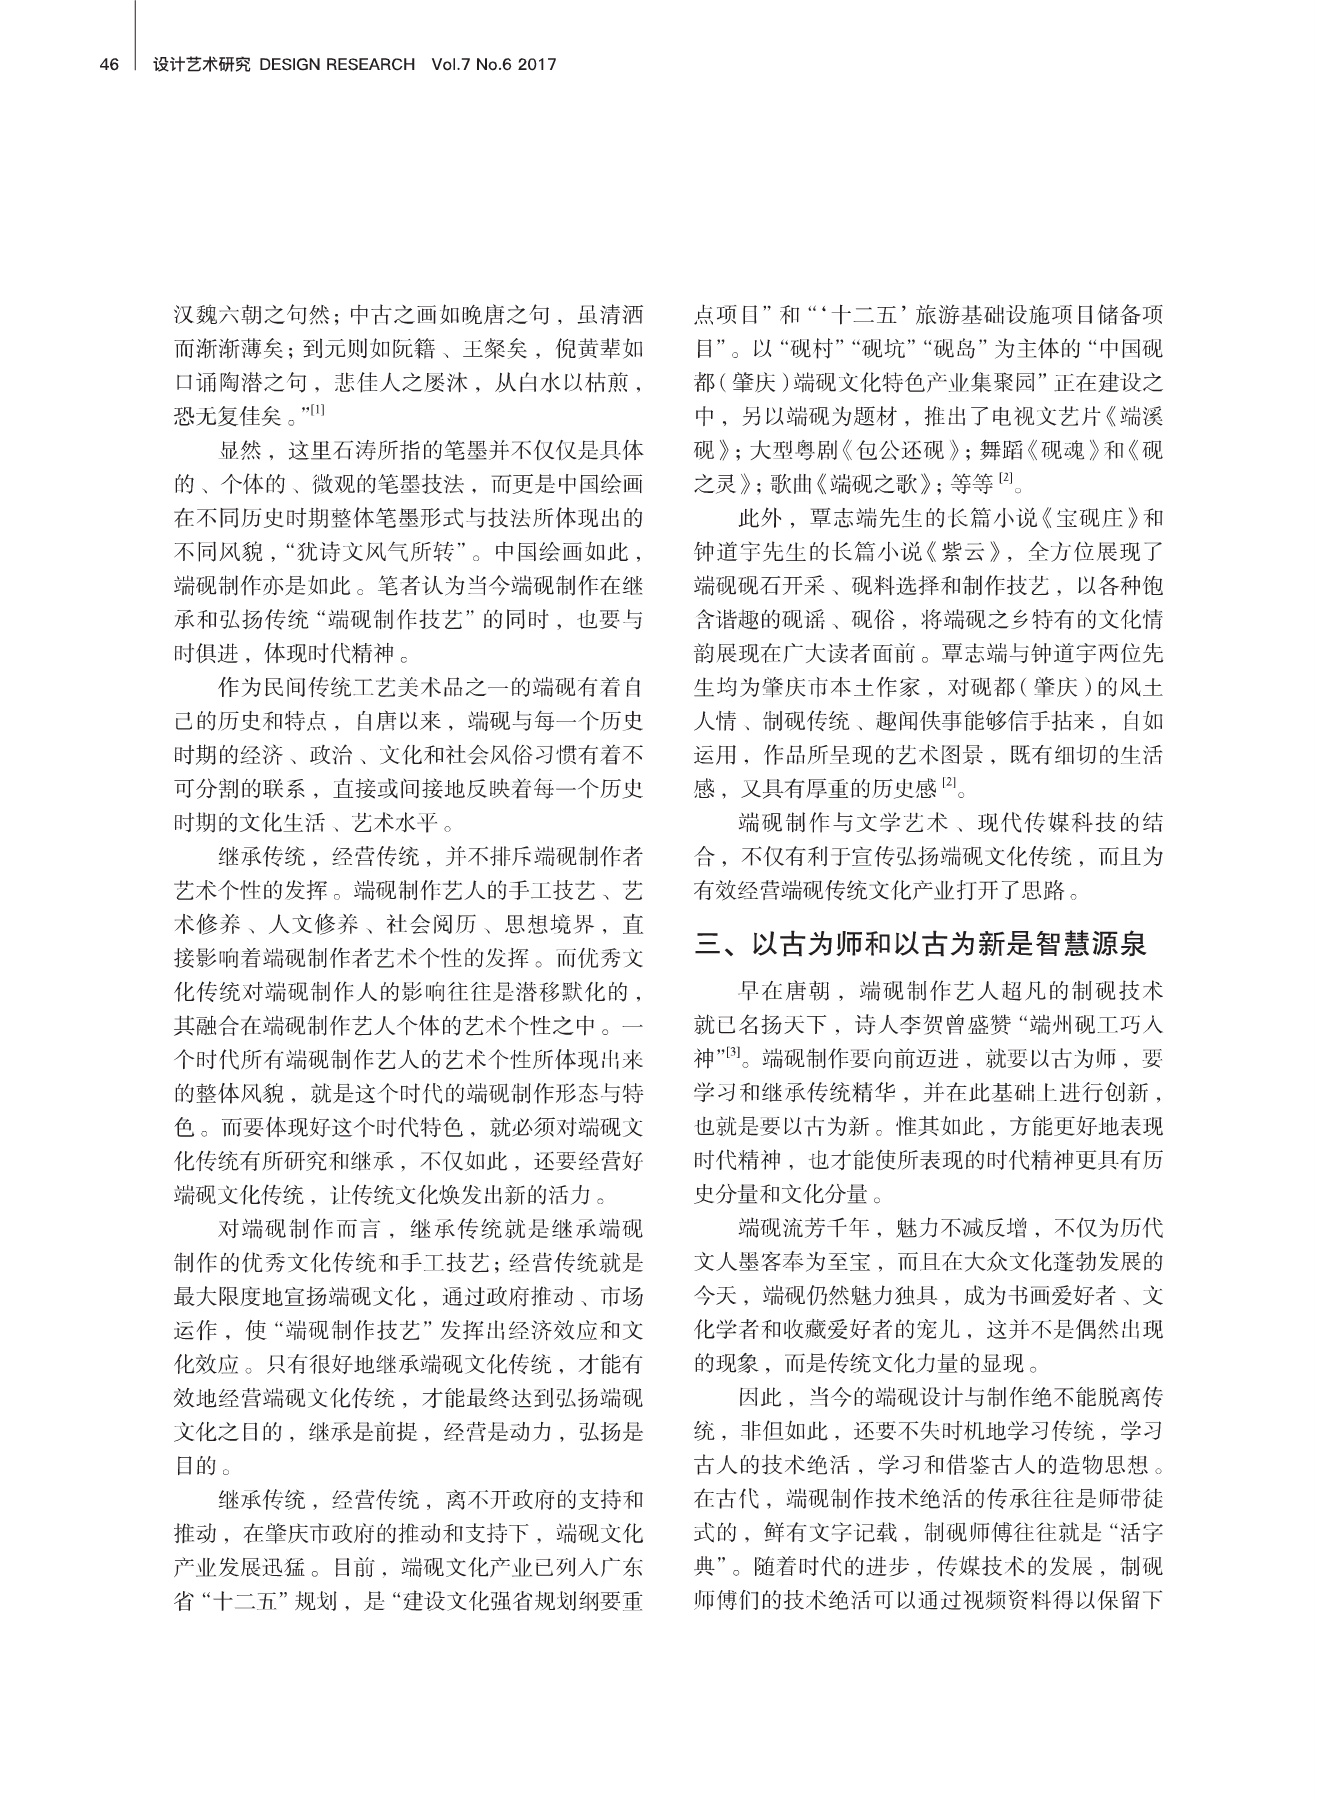 46 设计艺术研究 DESIGN RESEARCH Vol.7 No.6 2017
汉魏六朝之句然；中古之画如晚唐之句，虽清洒
而渐渐薄矣；到元则如阮籍、王粲矣，倪黄辈如
口诵陶潜之句，悲佳人之屡沐，从白水以枯煎，
恐无复佳矣。”[1]
显然，这里石涛所指的笔墨并不仅仅是具体
的、个体的、微观的笔墨技法，而更是中国绘画
在不同历史时期整体笔墨形式与技法所体现出的
不同风貌，“犹诗文风气所转”。中国绘画如此，
端砚制作亦是如此。笔者认为当今端砚制作在继
承和弘扬传统“端砚制作技艺”的同时，也要与
时俱进，体现时代精神。
作为民间传统工艺美术品之一的端砚有着自
己的历史和特点，自唐以来，端砚与每一个历史
时期的经济、政治、文化和社会风俗习惯有着不
可分割的联系，直接或间接地反映着每一个历史
时期的文化生活、艺术水平。
继承传统，经营传统，并不排斥端砚制作者
艺术个性的发挥。端砚制作艺人的手工技艺、艺
术修养、人文修养、社会阅历、思想境界，直
接影响着端砚制作者艺术个性的发挥。而优秀文
化传统对端砚制作人的影响往往是潜移默化的，
其融合在端砚制作艺人个体的艺术个性之中。一
个时代所有端砚制作艺人的艺术个性所体现出来
的整体风貌，就是这个时代的端砚制作形态与特
色。而要体现好这个时代特色，就必须对端砚文
化传统有所研究和继承，不仅如此，还要经营好
端砚文化传统，让传统文化焕发出新的活力。
对端砚制作而言，继承传统就是继承端砚
制作的优秀文化传统和手工技艺；经营传统就是
最大限度地宣扬端砚文化，通过政府推动、市场
运作，使“端砚制作技艺”发挥出经济效应和文
化效应。只有很好地继承端砚文化传统，才能有
效地经营端砚文化传统，才能最终达到弘扬端砚
文化之目的，继承是前提，经营是动力，弘扬是
目的。
继承传统，经营传统，离不开政府的支持和
推动，在肇庆市政府的推动和支持下，端砚文化
产业发展迅猛。目前，端砚文化产业已列入广东
省“十二五”规划，是“建设文化强省规划纲要重
点项目”和“‘十二五’旅游基础设施项目储备项
目”。以“砚村”“砚坑”“砚岛”为主体的“中国砚
都（肇庆）端砚文化特色产业集聚园”正在建设之
中，另以端砚为题材，推出了电视文艺片《端溪
砚》；大型粤剧《包公还砚》；舞蹈《砚魂》和《砚
之灵》；歌曲《端砚之歌》；等等[2]。
此外，覃志端先生的长篇小说《宝砚庄》和
钟道宇先生的长篇小说《紫云》，全方位展现了
端砚砚石开采、砚料选择和制作技艺，以各种饱
含谐趣的砚谣、砚俗，将端砚之乡特有的文化情
韵展现在广大读者面前。覃志端与钟道宇两位先
生均为肇庆市本土作家，对砚都（肇庆）的风土
人情、制砚传统、趣闻佚事能够信手拈来，自如
运用，作品所呈现的艺术图景，既有细切的生活
感，又具有厚重的历史感[2]。
端砚制作与文学艺术、现代传媒科技的结
合，不仅有利于宣传弘扬端砚文化传统，而且为
有效经营端砚传统文化产业打开了思路。
三、以古为师和以古为新是智慧源泉
早在唐朝，端砚制作艺人超凡的制砚技术
就已名扬天下，诗人李贺曾盛赞“端州砚工巧入
神”[3]。端砚制作要向前迈进，就要以古为师，要
学习和继承传统精华，并在此基础上进行创新，
也就是要以古为新。惟其如此，方能更好地表现
时代精神，也才能使所表现的时代精神更具有历
史分量和文化分量。
端砚流芳千年，魅力不减反增，不仅为历代
文人墨客奉为至宝，而且在大众文化蓬勃发展的
今天，端砚仍然魅力独具，成为书画爱好者、文
化学者和收藏爱好者的宠儿，这并不是偶然出现
的现象，而是传统文化力量的显现。
因此，当今的端砚设计与制作绝不能脱离传
统，非但如此，还要不失时机地学习传统，学习
古人的技术绝活，学习和借鉴古人的造物思想。
在古代，端砚制作技术绝活的传承往往是师带徒
式的，鲜有文字记载，制砚师傅往往就是“活字
典”。随着时代的进步，传媒技术的发展，制砚
师傅们的技术绝活可以通过视频资料得以保留下